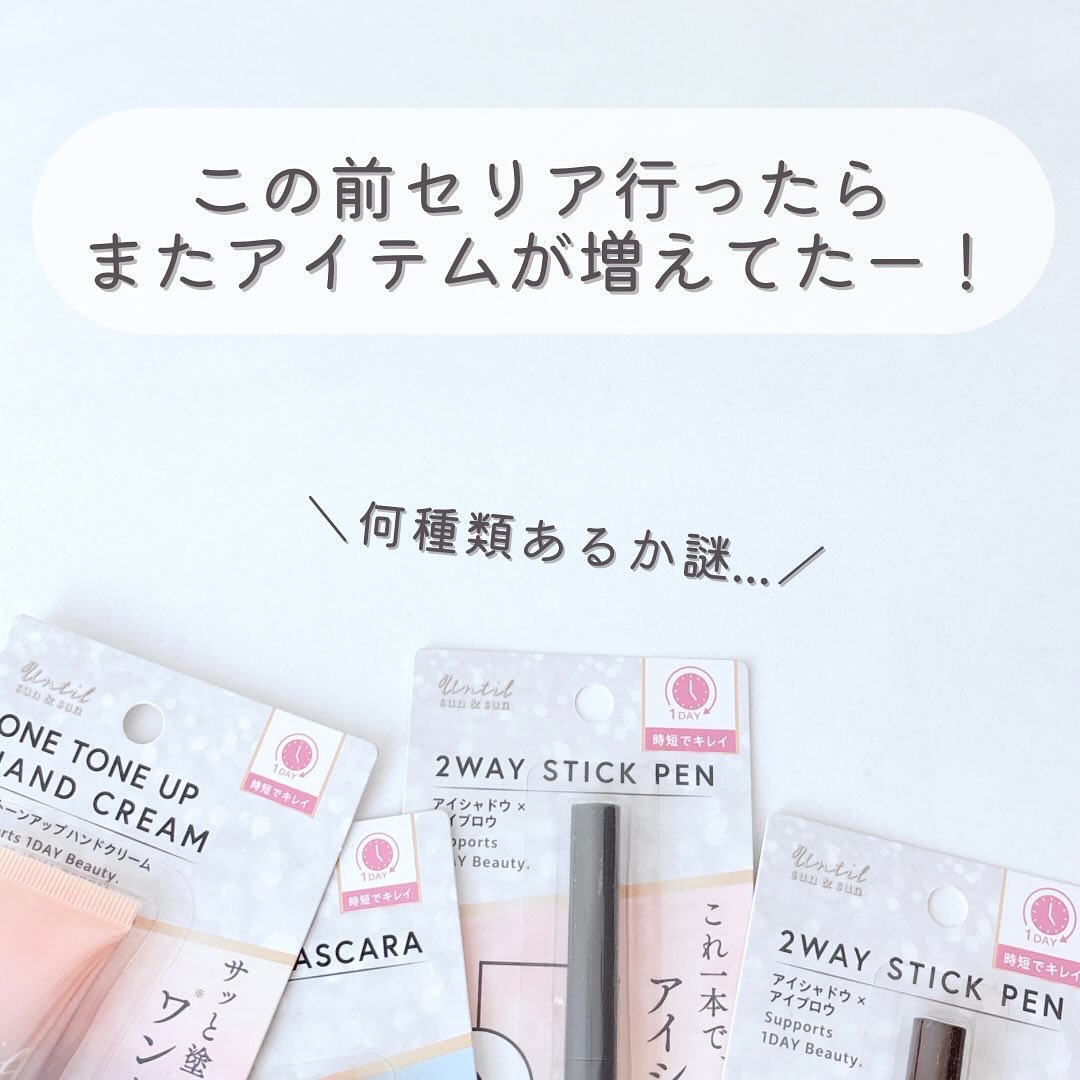 この前セリア行ったら
またアイテムが増えてたー！
＼何種類あるか謎…／
Until
sun & sun
ONE TONE UP
HAND CREAM
トーンアップハンドクリーム
1DAY Beauty.
1DAY
時短でキレイ
サッと塗
※
ワン
1DAY
時短でキレイ
ASCARA
Until
sun & sun
1DAY
時短でキレイ
2WAY STICK PEN
アイシャドウ ×
アイブロウ
Supports
1DAY Beauty.
これ一本で、
アイシ
Until
sun & sun
1DAY
時短でキレイ
2WAY STICK PEN
アイシャドウ ×
アイブロウ
Supports
1DAY Beauty.